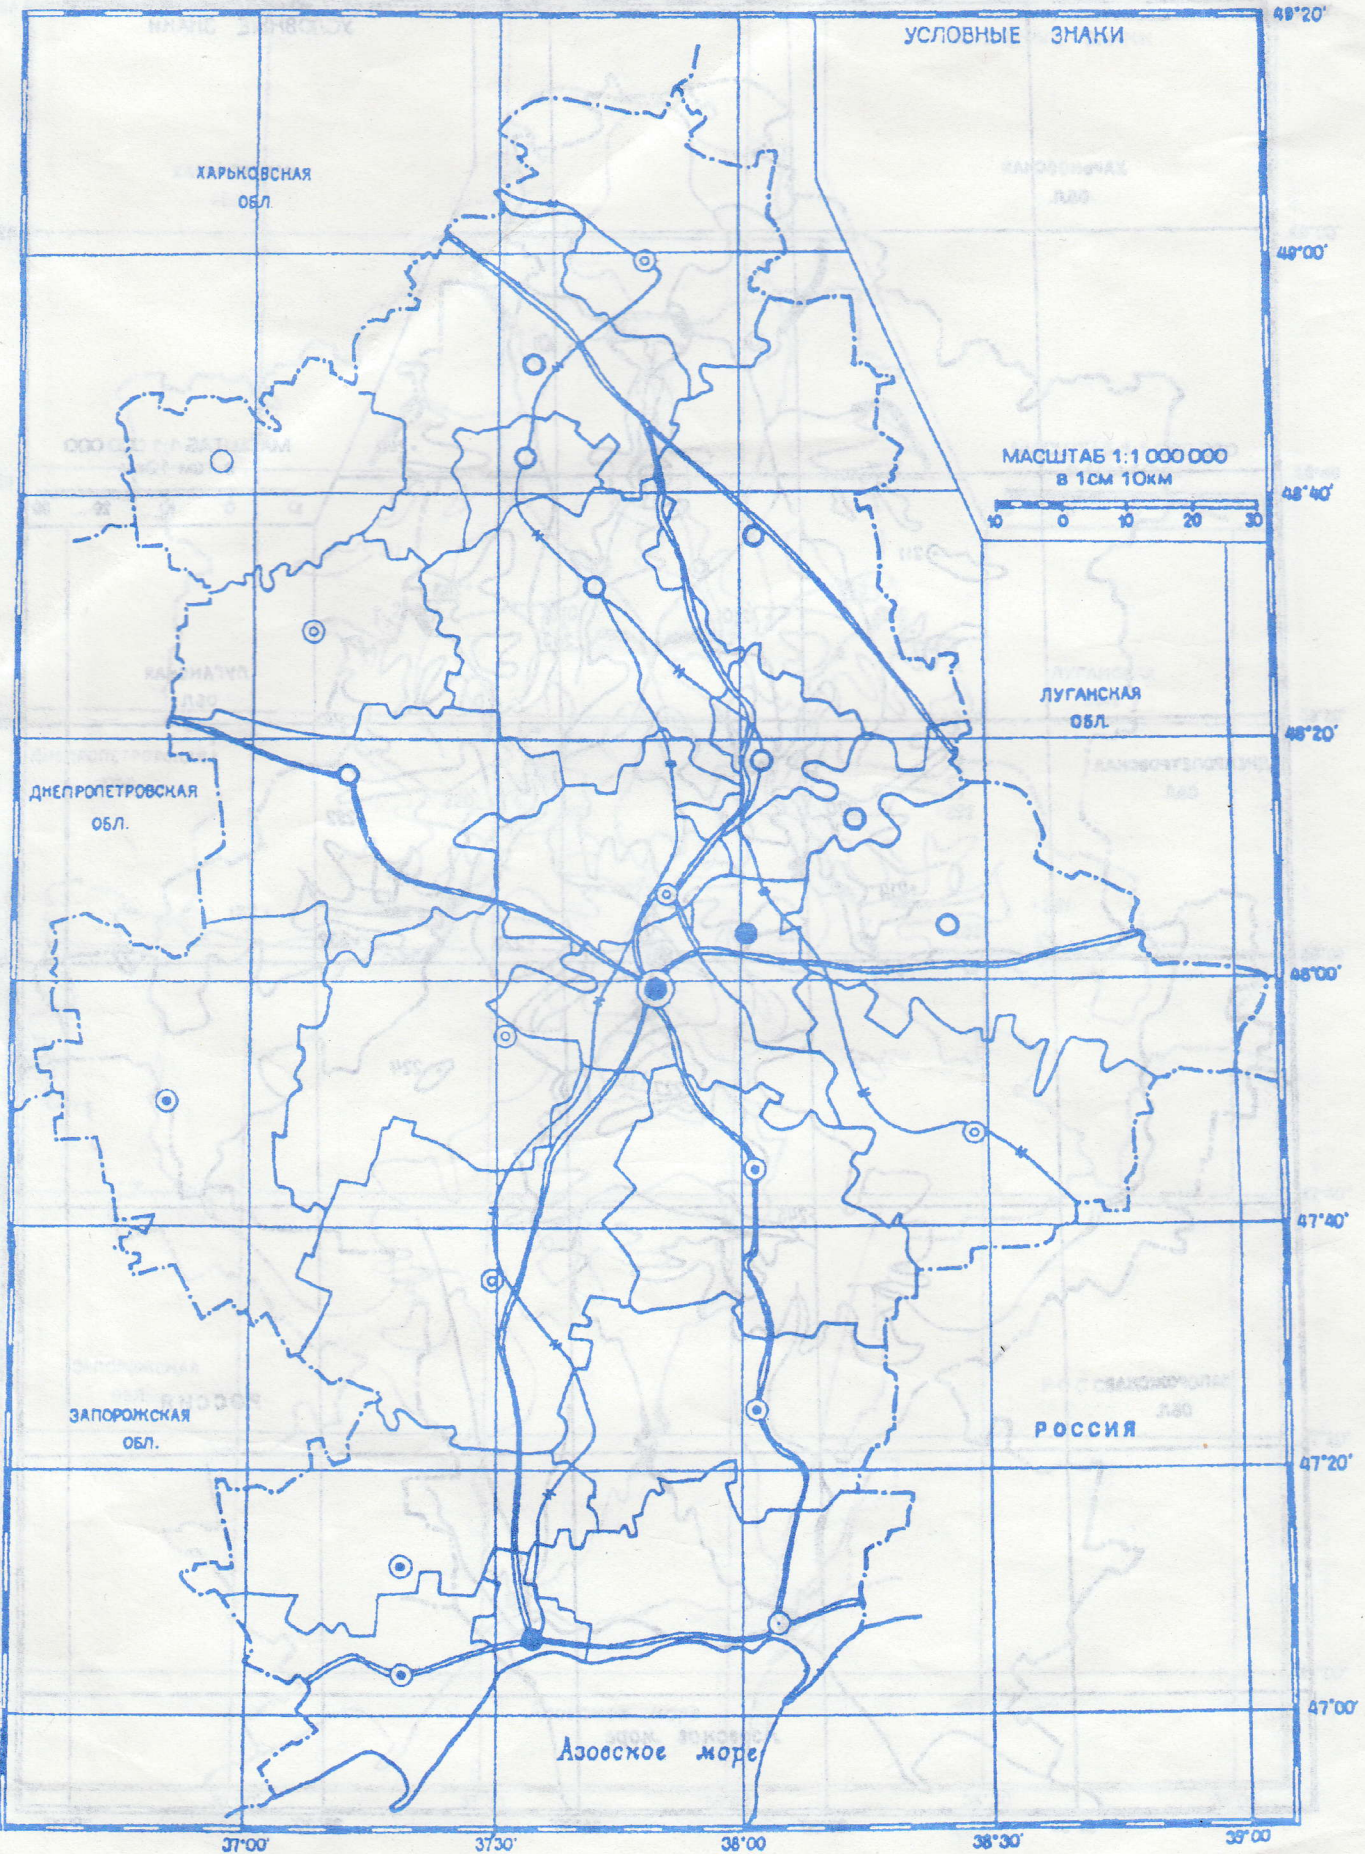 УСЛОВНЫЕ ЗНАКИ
49°20'
ХАРЬКОВСКАЯ
ОБЛ.
49°00'
МАСШТАБ 1:1 000 000
в 1см 10км
10 0 10 20 30
48°40'
ЛУГАНСКАЯ
ОБЛ.
48°20'
ДНЕПРОПЕТРОВСКАЯ
ОБЛ.
48°00'
47°40'
ЗАПОРОЖСКАЯ
ОБЛ.
РОССИЯ
47°20'
47°00'
Азовское море
37°00' 37°30' 38°00' 38°30' 39°00'